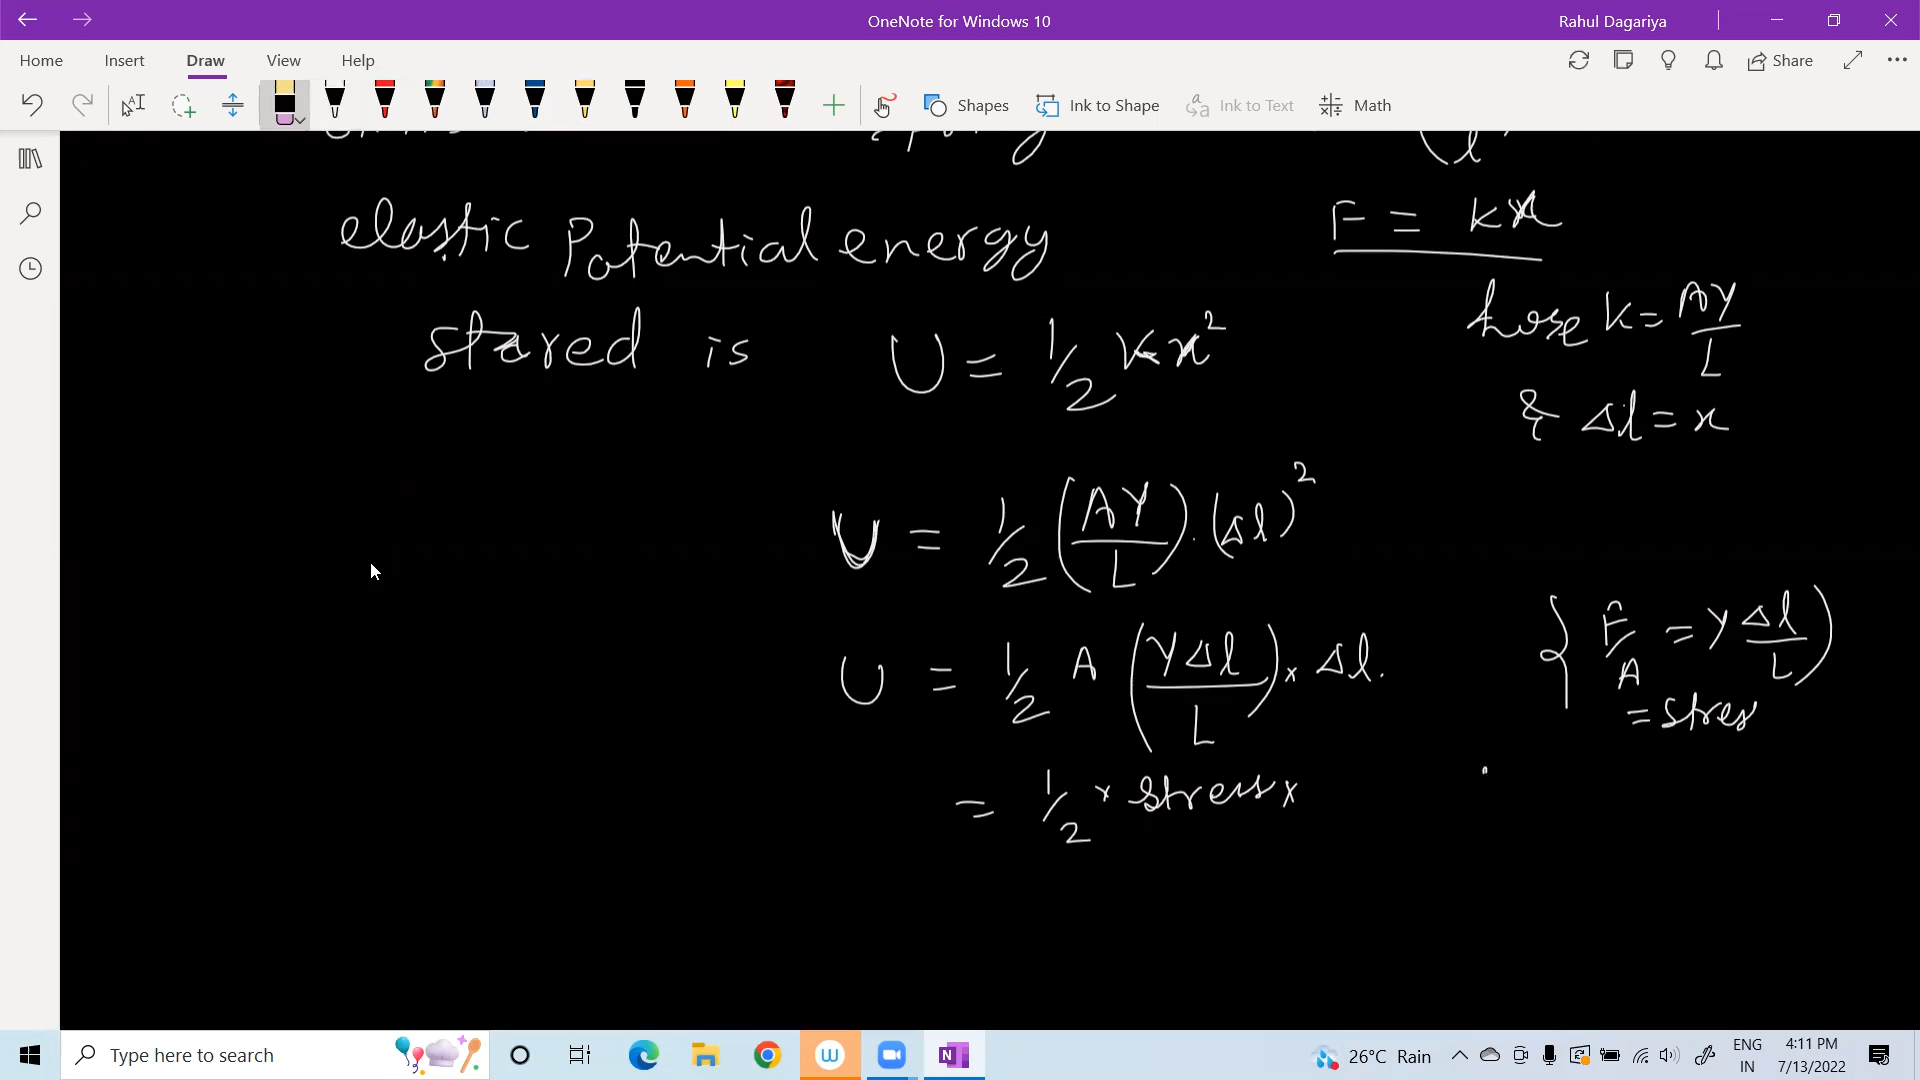 OneNote for Windows 10
Rahul Dagariya
Home Insert Draw View Help
Share
Shapes Ink to Shape Ink to Text Math
elastic Potential energy
F = kx
k = AY/L
stored is U = 1/2 kx²
& Δl = x
U = 1/2 (AY/L) · (Δl)²
U = 1/2 A (YΔl/L) × Δl.
{ F/A = Y Δl/L )
= Stress
= 1/2 × Stress ×
Type here to search
26°C Rain
ENG
IN
4:11 PM
7/13/2022